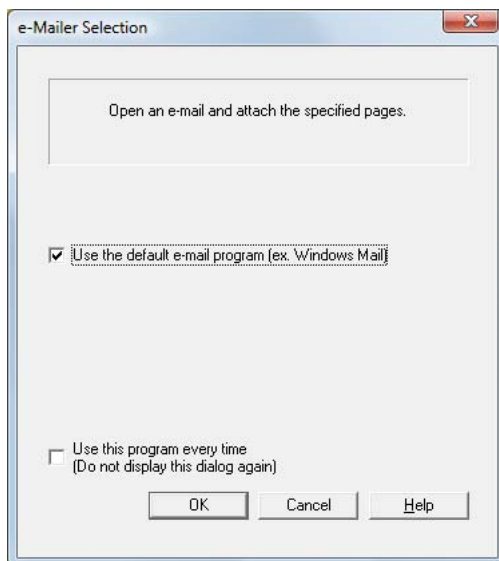 e-Mailer Selection
Open an e-mail and attach the specified pages.
Use the default e-mail program (ex. Windows Mail)
Use this program every time
(Do not display this dialog again)
OK Cancel Help